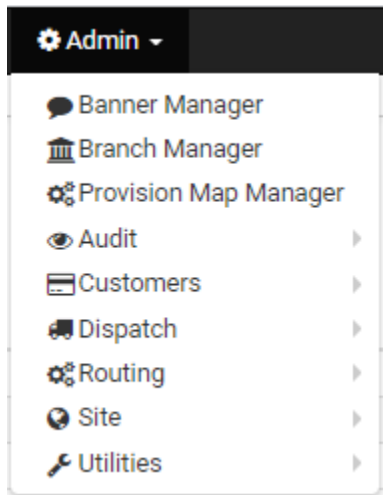 Admin
Banner Manager
Branch Manager
Provision Map Manager
Audit
Customers
Dispatch
Routing
Site
Utilities